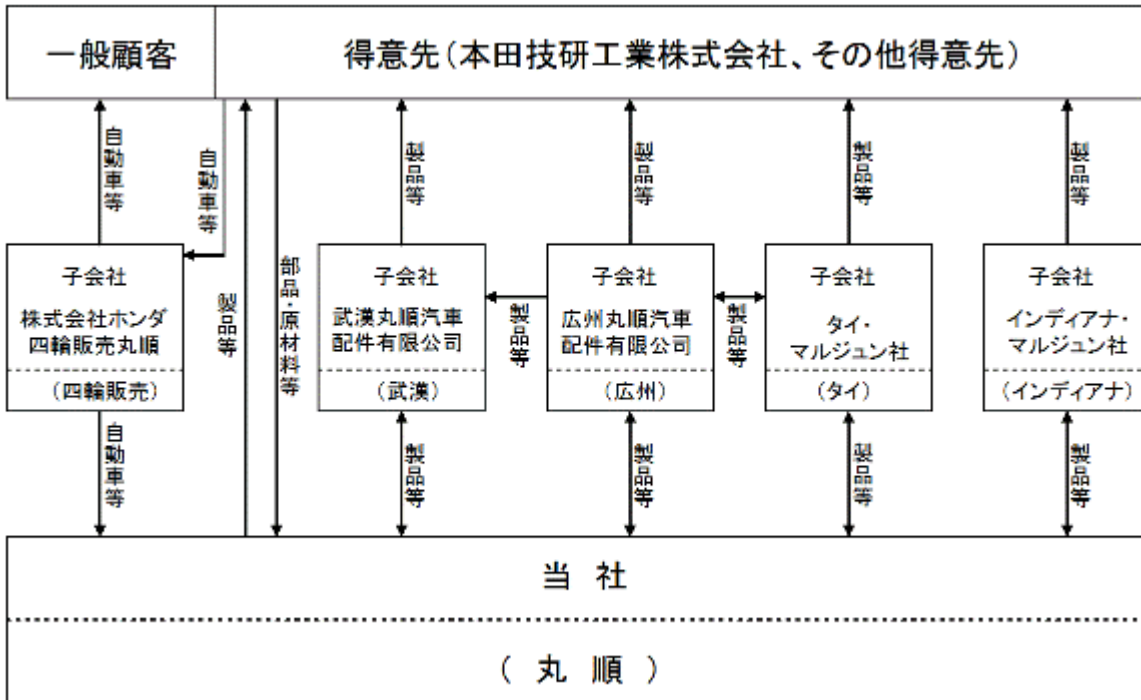 一般顧客
得意先(本田技研工業株式会社、その他得意先)
自動車等
自動車等
製品等
部品・原材料等
製品等
製品等
製品等
製品等
子会社
株式会社ホンダ
四輪販売丸順
(四輪販売)
子会社
武漢丸順汽車
配件有限公司
(武漢)
製品等
子会社
広州丸順汽車
配件有限公司
(広州)
製品等
子会社
タイ・
マルジュン社
(タイ)
子会社
インディアナ・
マルジュン社
(インディアナ)
自動車等
製品等
製品等
製品等
製品等
当社
(丸順)